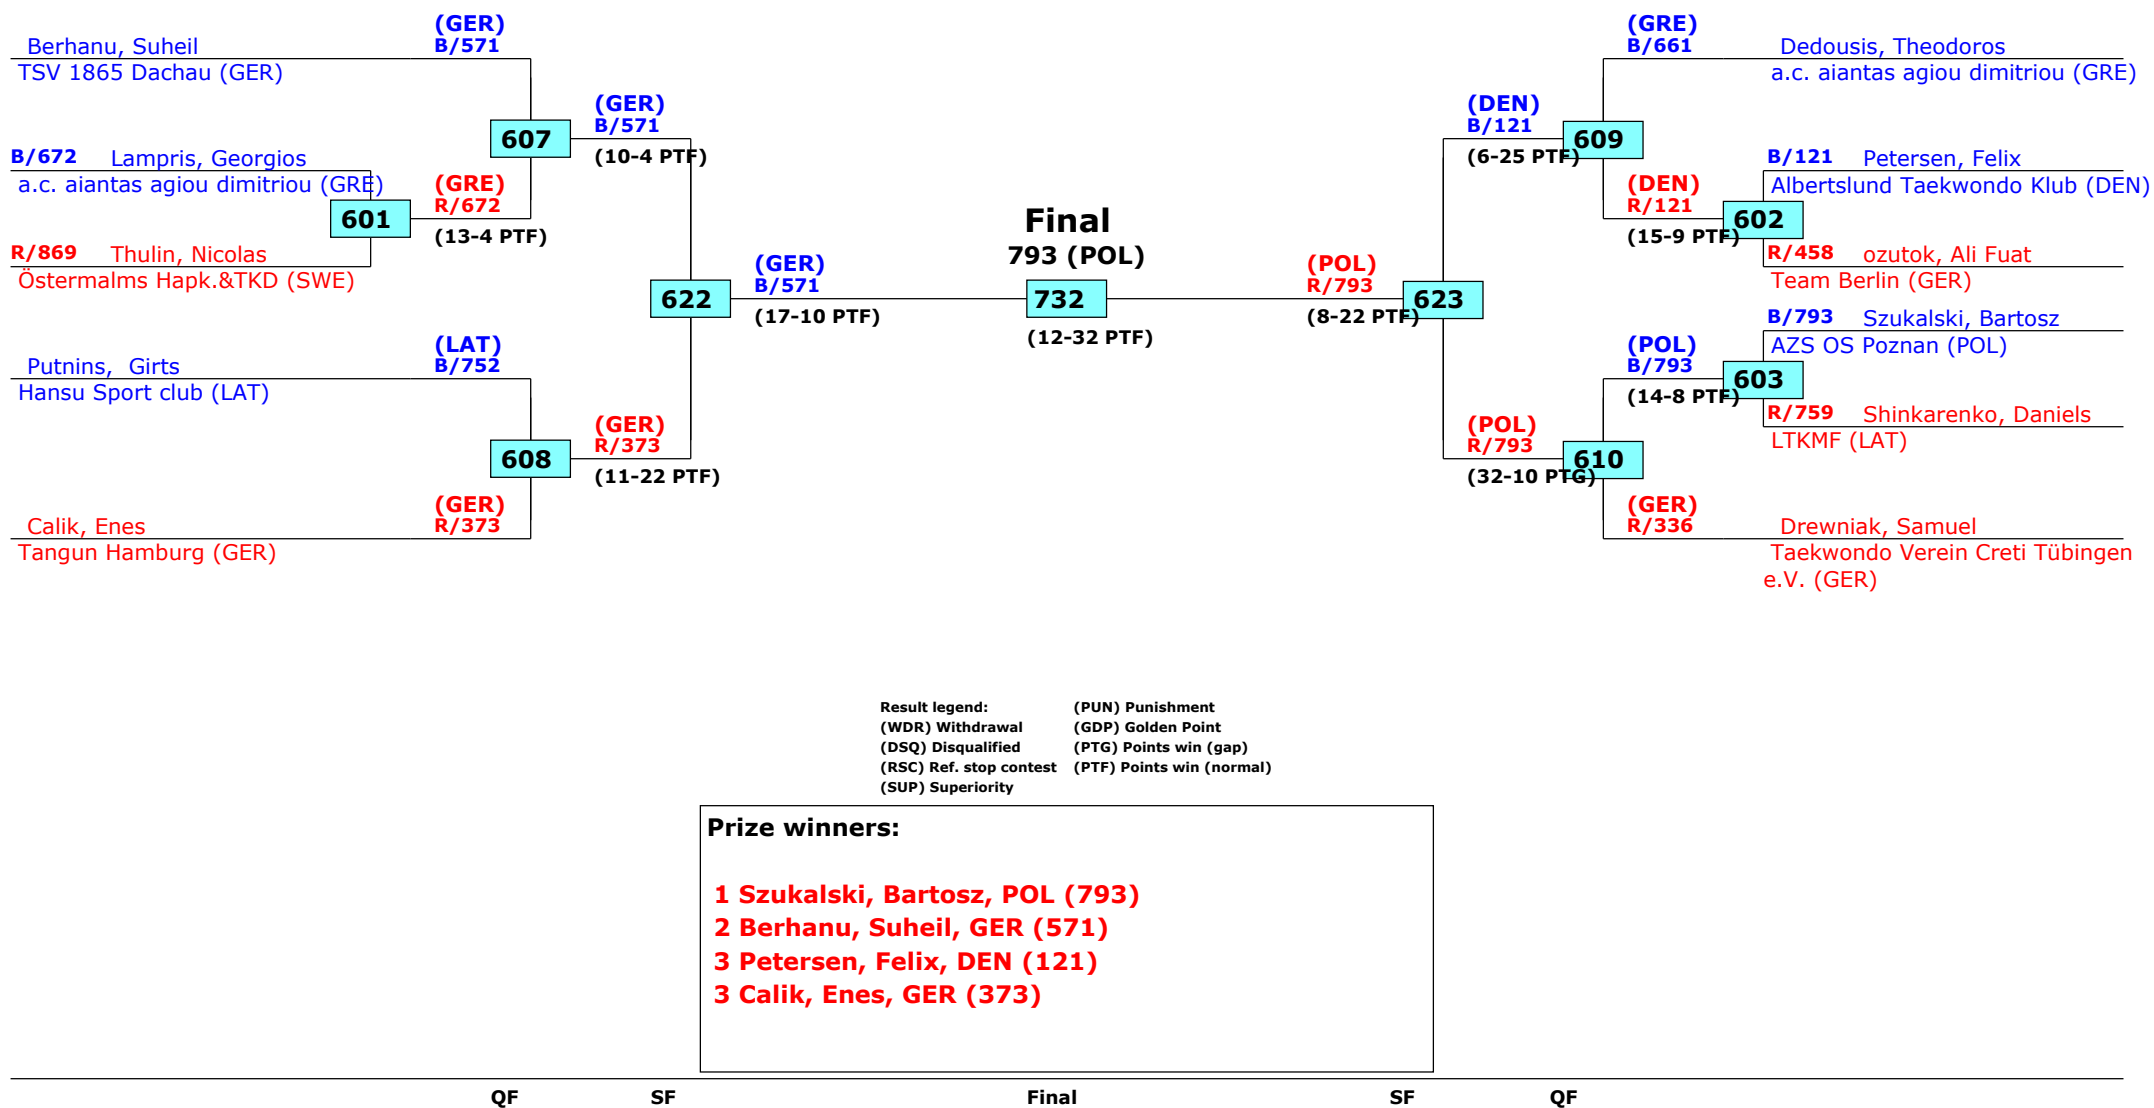 (GER)
B/571
Berhanu, Suheil
TSV 1865 Dachau (GER)
607
(GER)
B/571
(10-4 PTF)
B/672 Lampris, Georgios
a.c. aiantas agiou dimitriou (GRE)
601
(GRE)
R/672
(13-4 PTF)
R/869 Thulin, Nicolas
Östermalms Hapk.&TKD (SWE)
622
(GER)
B/571
(17-10 PTF)
(LAT)
B/752
Putnins, Girts
Hansu Sport club (LAT)
608
(GER)
R/373
(11-22 PTF)
(GER)
R/373
Calik, Enes
Tangun Hamburg (GER)
Final
793 (POL)
732
(12-32 PTF)
(GRE)
B/661
Dedousis, Theodoros
a.c. aiantas agiou dimitriou (GRE)
(DEN)
B/121
(6-25 PTF)
609
B/121 Petersen, Felix
Albertslund Taekwondo Klub (DEN)
(DEN)
R/121
(15-9 PTF)
602
R/458 ozutok, Ali Fuat
Team Berlin (GER)
(POL)
R/793
(8-22 PTF)
623
B/793 Szukalski, Bartosz
AZS OS Poznan (POL)
(POL)
B/793
(14-8 PTF)
603
R/759 Shinkarenko, Daniels
LTKMF (LAT)
(POL)
R/793
(32-10 PTG)
610
(GER)
R/336
Drewniak, Samuel
Taekwondo Verein Creti Tübingen
e.V. (GER)
Result legend: (PUN) Punishment
(WDR) Withdrawal (GDP) Golden Point
(DSQ) Disqualified (PTG) Points win (gap)
(RSC) Ref. stop contest (PTF) Points win (normal)
(SUP) Superiority
Prize winners:
1 Szukalski, Bartosz, POL (793)
2 Berhanu, Suheil, GER (571)
3 Petersen, Felix, DEN (121)
3 Calik, Enes, GER (373)
QF SF Final SF QF